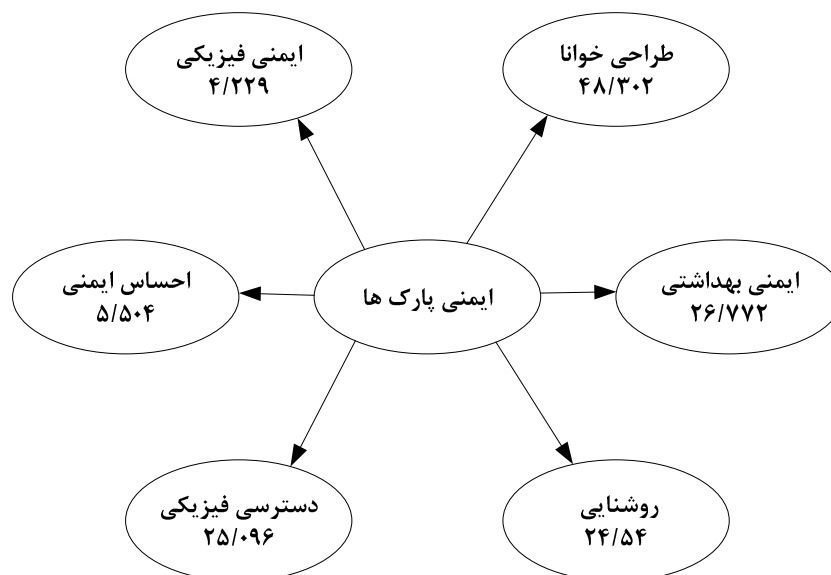 طراحی خوانا
۴۸/۳۰۲
ایمنی فیزیکی
۴/۲۲۹
ایمنی بهداشتی
۲۶/۷۷۲
ایمنی پارک ها
احساس ایمنی
۵/۵۰۴
روشنایی
۲۴/۵۴
دسترسی فیزیکی
۲۵/۰۹۶